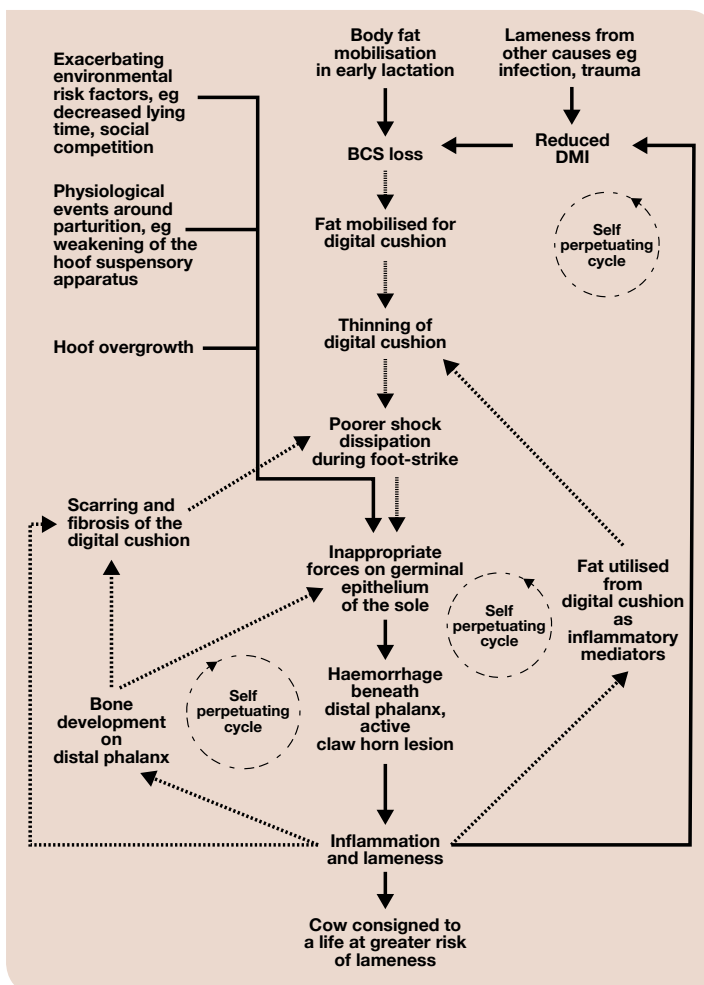 Body fat
mobilisation
in early lactation
Lameness from
other causes eg
infection, trauma
Exacerbating
environmental
risk factors, eg
decreased lying
time, social
competition
BCS loss
Reduced
DMI
Physiological
events around
parturition, eg
weakening of the
hoof suspensory
apparatus
Fat mobilised for
digital cushion
Self
perpetuating
cycle
Hoof overgrowth
Thinning of
digital cushion
Poorer shock
dissipation
during foot-strike
Scarring and
fibrosis of the
digital cushion
Inappropriate
forces on germinal
epithelium
of the sole
Self
perpetuating
cycle
Fat utilised
from
digital cushion
as
inflammatory
mediators
Bone
development
on
distal phalanx
Self
perpetuating
cycle
Haemorrhage
beneath
distal phalanx,
active
claw horn lesion
Inflammation
and lameness
Cow consigned to
a life at greater risk
of lameness